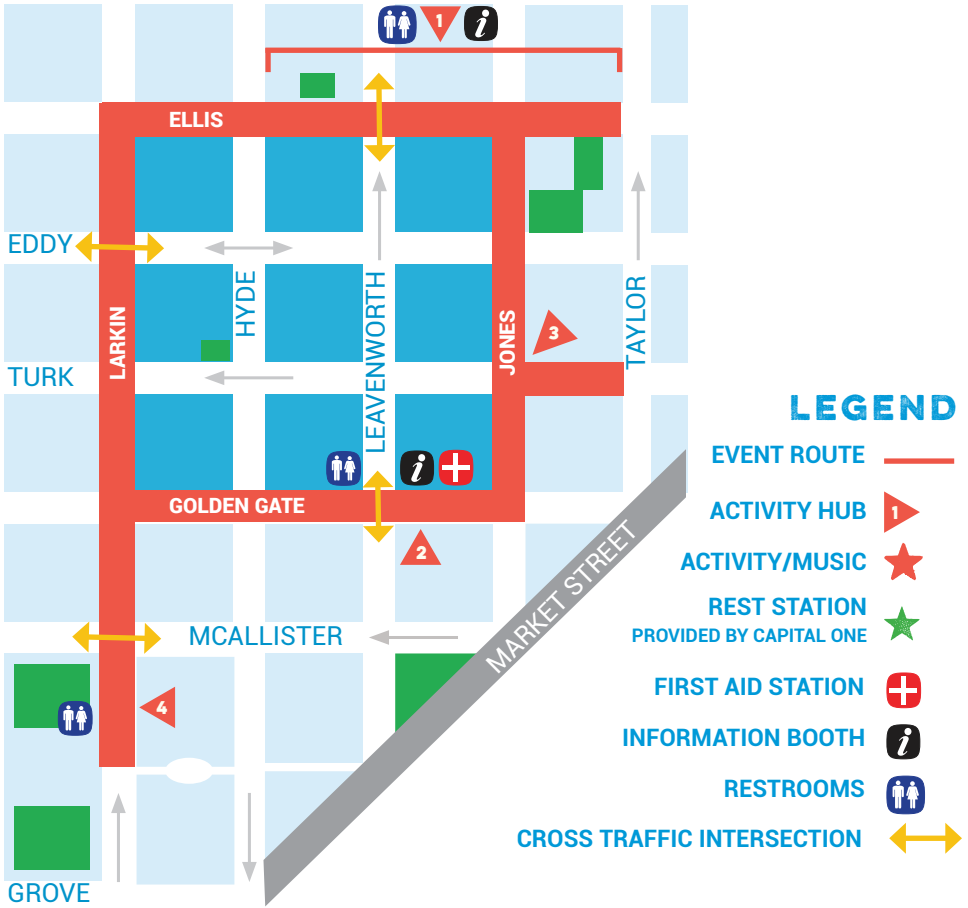 1
i
ELLIS
EDDY
HYDE
LEAVENWORTH
TAYLOR
LARKIN
JONES
3
TURK
i
GOLDEN GATE
2
MARKET STREET
MCALLISTER
4
GROVE
LEGEND
EVENT ROUTE
ACTIVITY HUB
1
ACTIVITY/MUSIC
REST STATION
PROVIDED BY CAPITAL ONE
FIRST AID STATION
INFORMATION BOOTH
i
RESTROOMS
CROSS TRAFFIC INTERSECTION